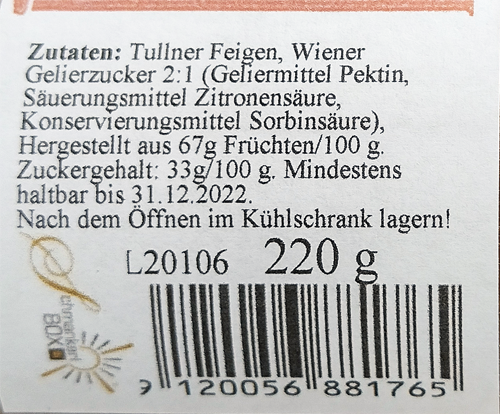 Zutaten: Tullner Feigen, Wiener
Gelierzucker 2:1 (Geliermittel Pektin,
Säuerungsmittel Zitronensäure,
Konservierungsmittel Sorbinsäure),
Hergestellt aus 67g Früchten/100 g.
Zuckergehalt: 33g/100 g. Mindestens
haltbar bis 31.12.2022.
Nach dem Öffnen im Kühlschrank lagern!
L20106 220 g
BOX
9 120056 881765